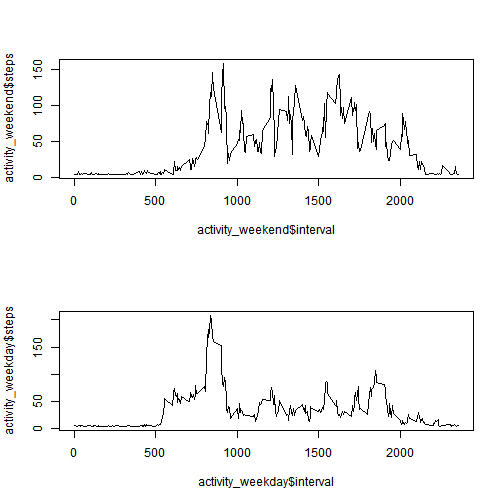 activity_weekend$steps
150
100
50
0
0 500 1000 1500 2000
activity_weekend$interval
activity_weekday$steps
150
50
0
0 500 1000 1500 2000
activity_weekday$interval